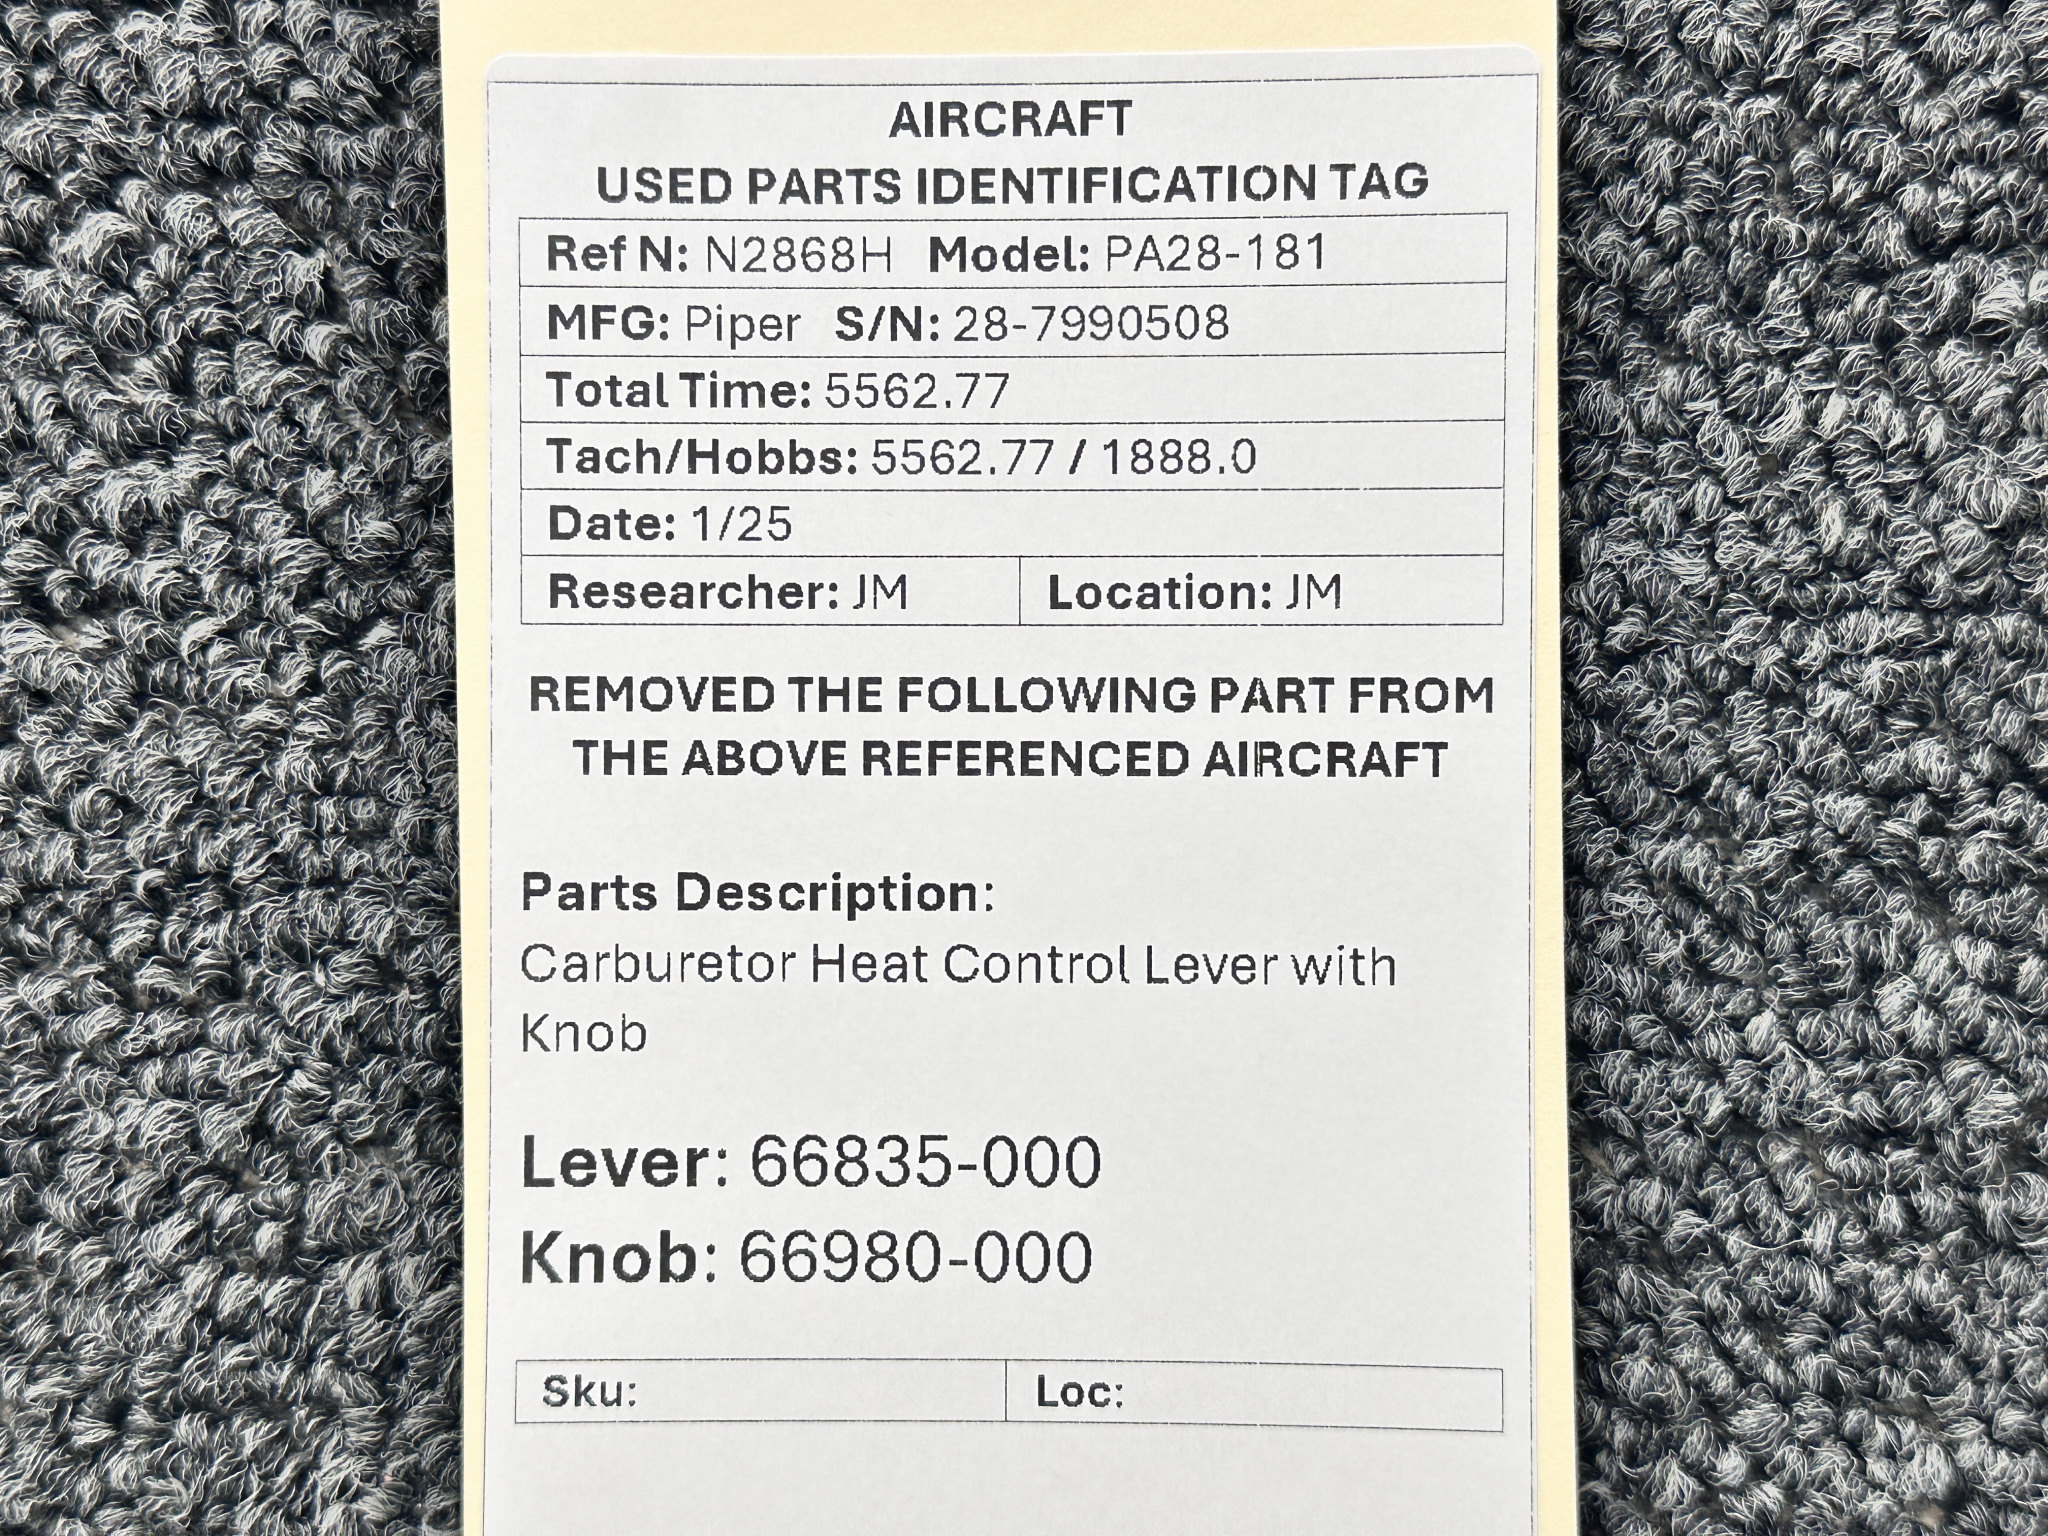 AIRCRAFT
USED PARTS IDENTIFICATION TAG
Ref N: N2868H Model: PA28-181
MFG: Piper S/N: 28-7990508
Total Time: 5562.77
Tach/Hobbs: 5562.77 / 1888.0
Date: 1/25
Researcher: JM Location: JM
REMOVED THE FOLLOWING PART FROM
THE ABOVE REFERENCED AIRCRAFT
Parts Description:
Carburetor Heat Control Lever with
Knob
Lever: 66835-000
Knob: 66980-000
Sku: Loc: